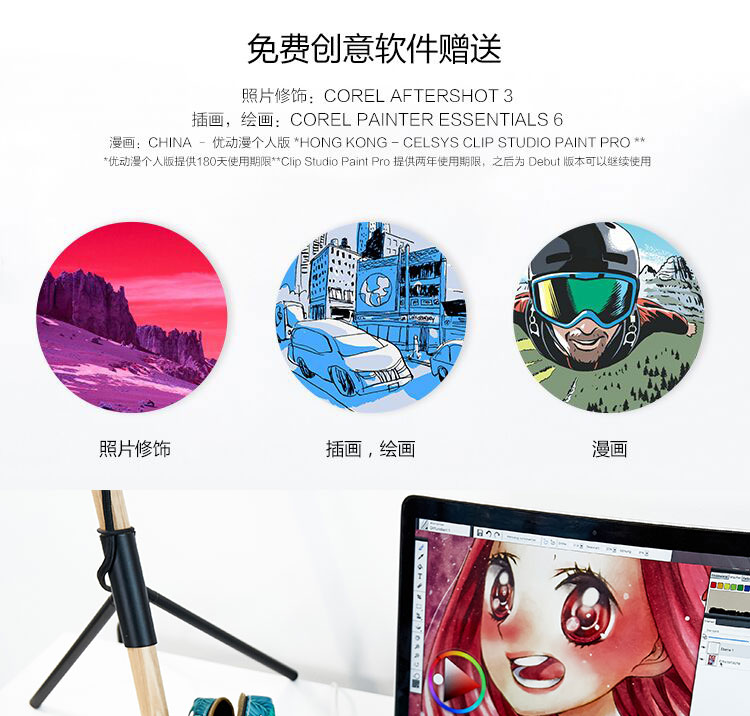 免费创意软件赠送
照片修饰：COREL AFTERSHOT 3
插画，绘画：COREL PAINTER ESSENTIALS 6
漫画：CHINA - 优动漫个人版 *HONG KONG - CELSYS CLIP STUDIO PAINT PRO **
*优动漫个人版提供180天使用期限**Clip Studio Paint Pro 提供两年使用期限，之后为 Debut 版本可以继续使用
照片修饰
插画，绘画
漫画